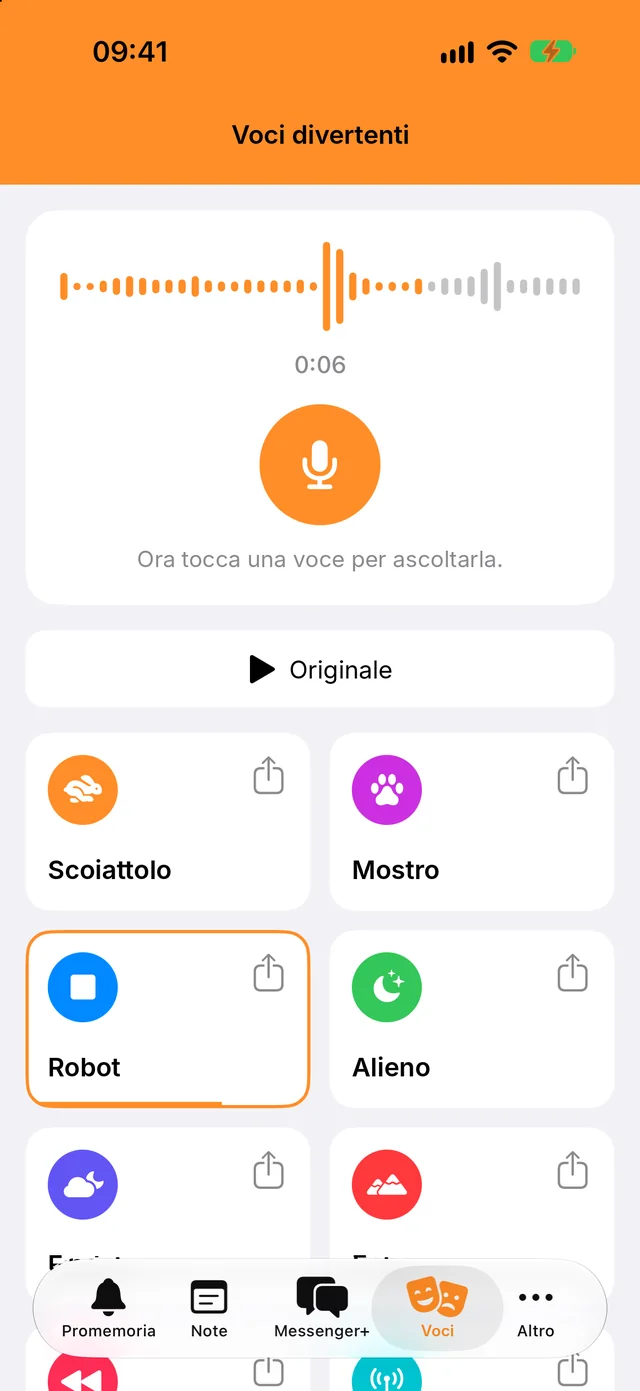 09:41
Voci divertenti
0:06
Ora tocca una voce per ascoltarla.
Originale
Scoiattolo
Mostro
Robot
Alieno
Promemoria
Note
Messenger+
Voci
Altro